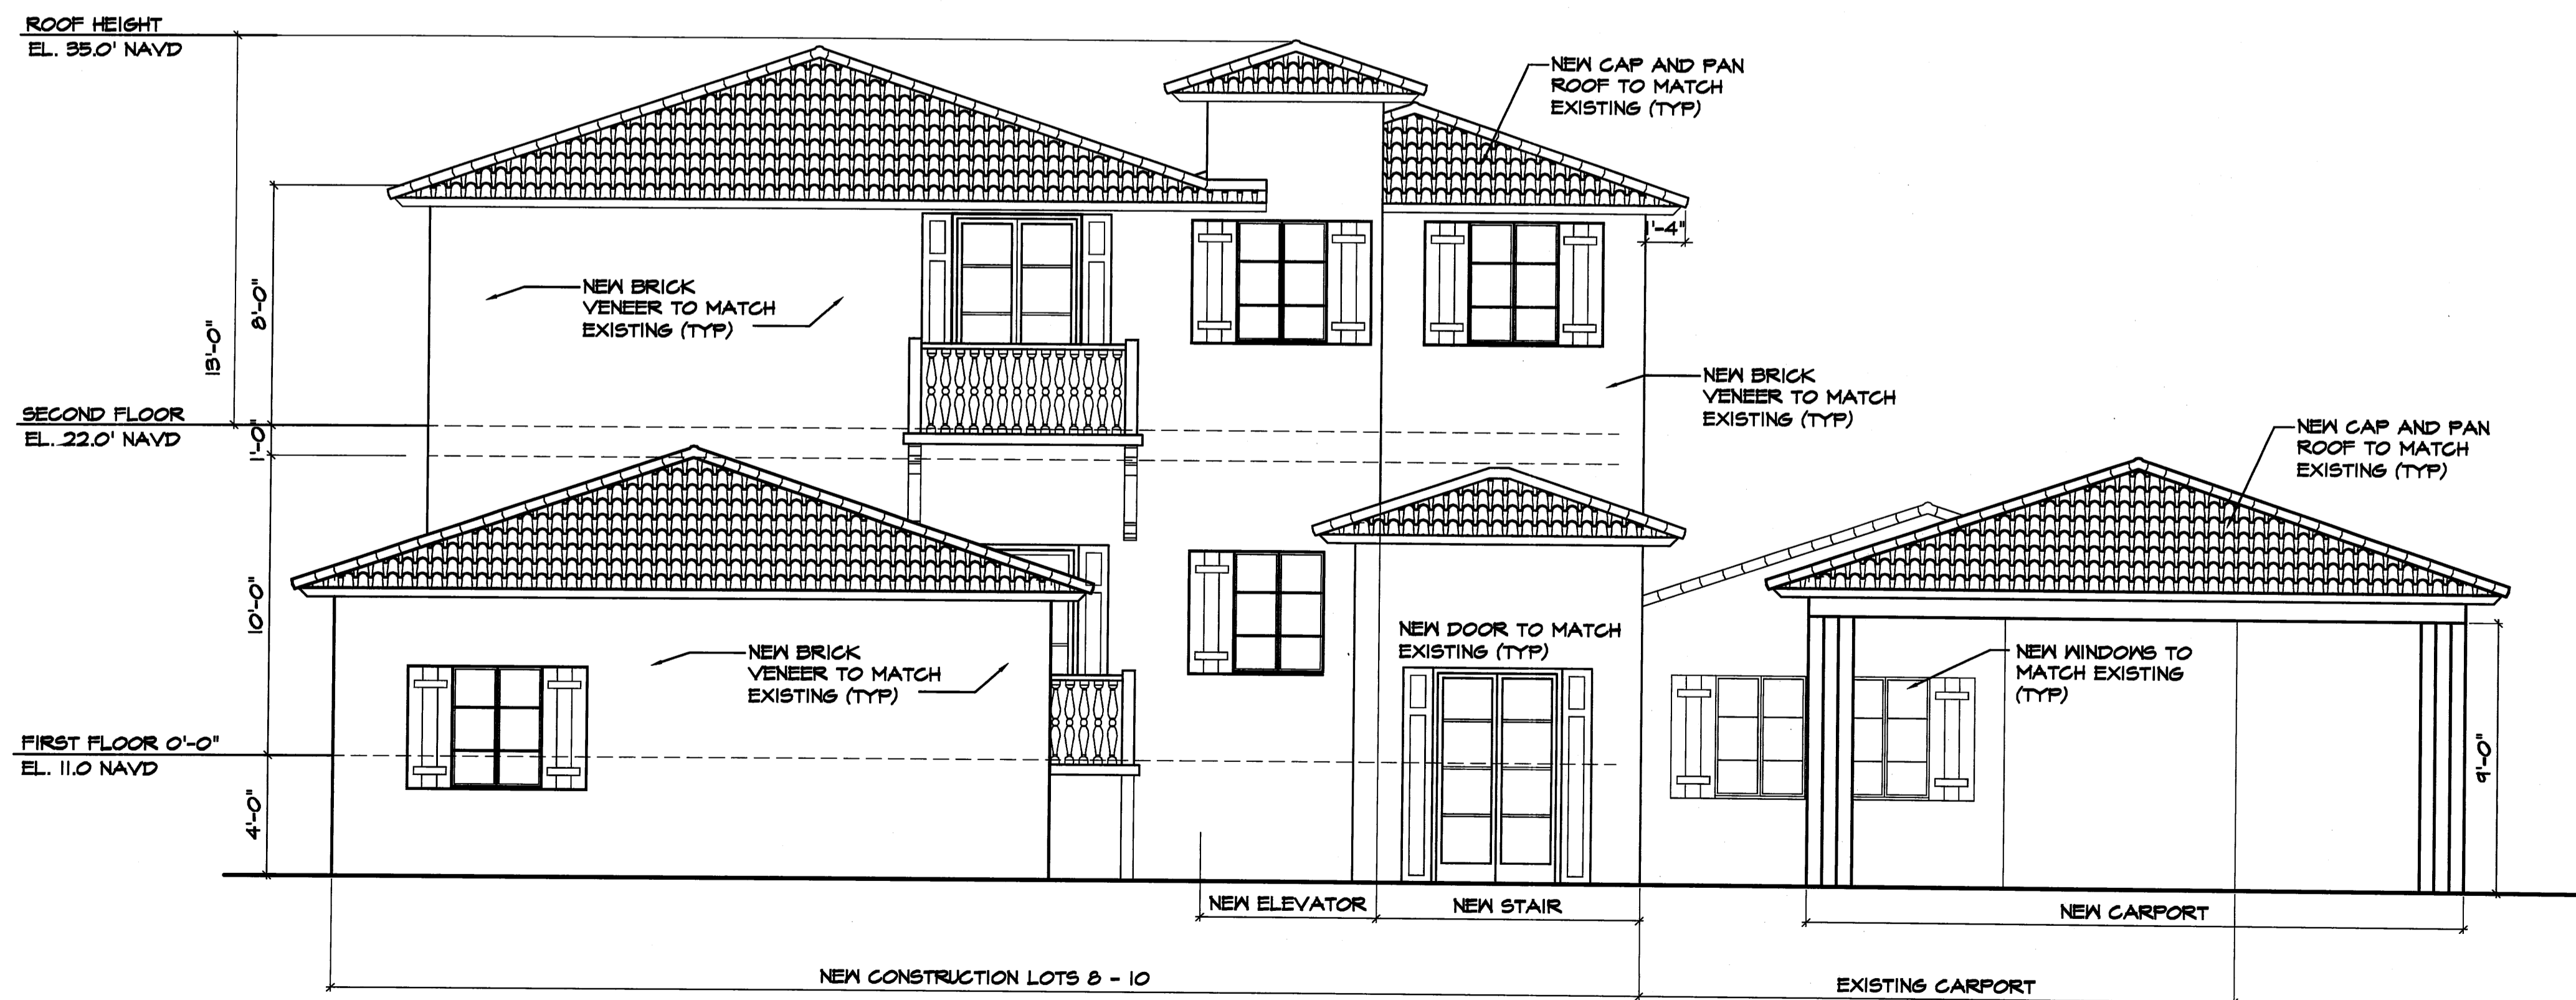 ROOF HEIGHT
EL. 35.0' NAVD
NEW CAP AND PAN
ROOF TO MATCH
EXISTING (TYP)
1'-4"
NEW BRICK
VENEER TO MATCH
EXISTING (TYP)
8'-0"
13'-0"
NEW BRICK
VENEER TO MATCH
EXISTING (TYP)
SECOND FLOOR
EL. 22.0' NAVD
1'-0"
NEW CAP AND PAN
ROOF TO MATCH
EXISTING (TYP)
10'-0"
NEW DOOR TO MATCH
EXISTING (TYP)
NEW BRICK
VENEER TO MATCH
EXISTING (TYP)
NEW WINDOWS TO
MATCH EXISTING
(TYP)
FIRST FLOOR 0'-0"
EL. 11.0 NAVD
9'-0"
4'-0"
NEW ELEVATOR
NEW STAIR
NEW CARPORT
NEW CONSTRUCTION LOTS 8 - 10
EXISTING CARPORT